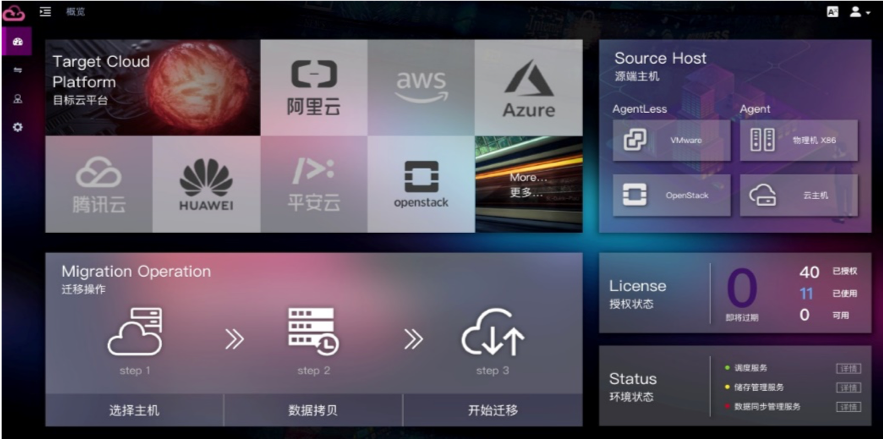 概览
Target Cloud
Platform
目标云平台
阿里云
aws
Azure
腾讯云
HUAWEI
平安云
openstack
More...
更多...
Source Host
源端主机
AgentLess
Agent
VMware
物理机 X86
OpenStack
云主机
Migration Operation
迁移操作
step 1
step 2
step 3
选择主机
数据拷贝
开始迁移
License
授权状态
0
即将过期
40 已授权
11 已使用
0 可用
Status
环境状态
调度服务 详情
储存管理服务 详情
数据同步管理服务 详情